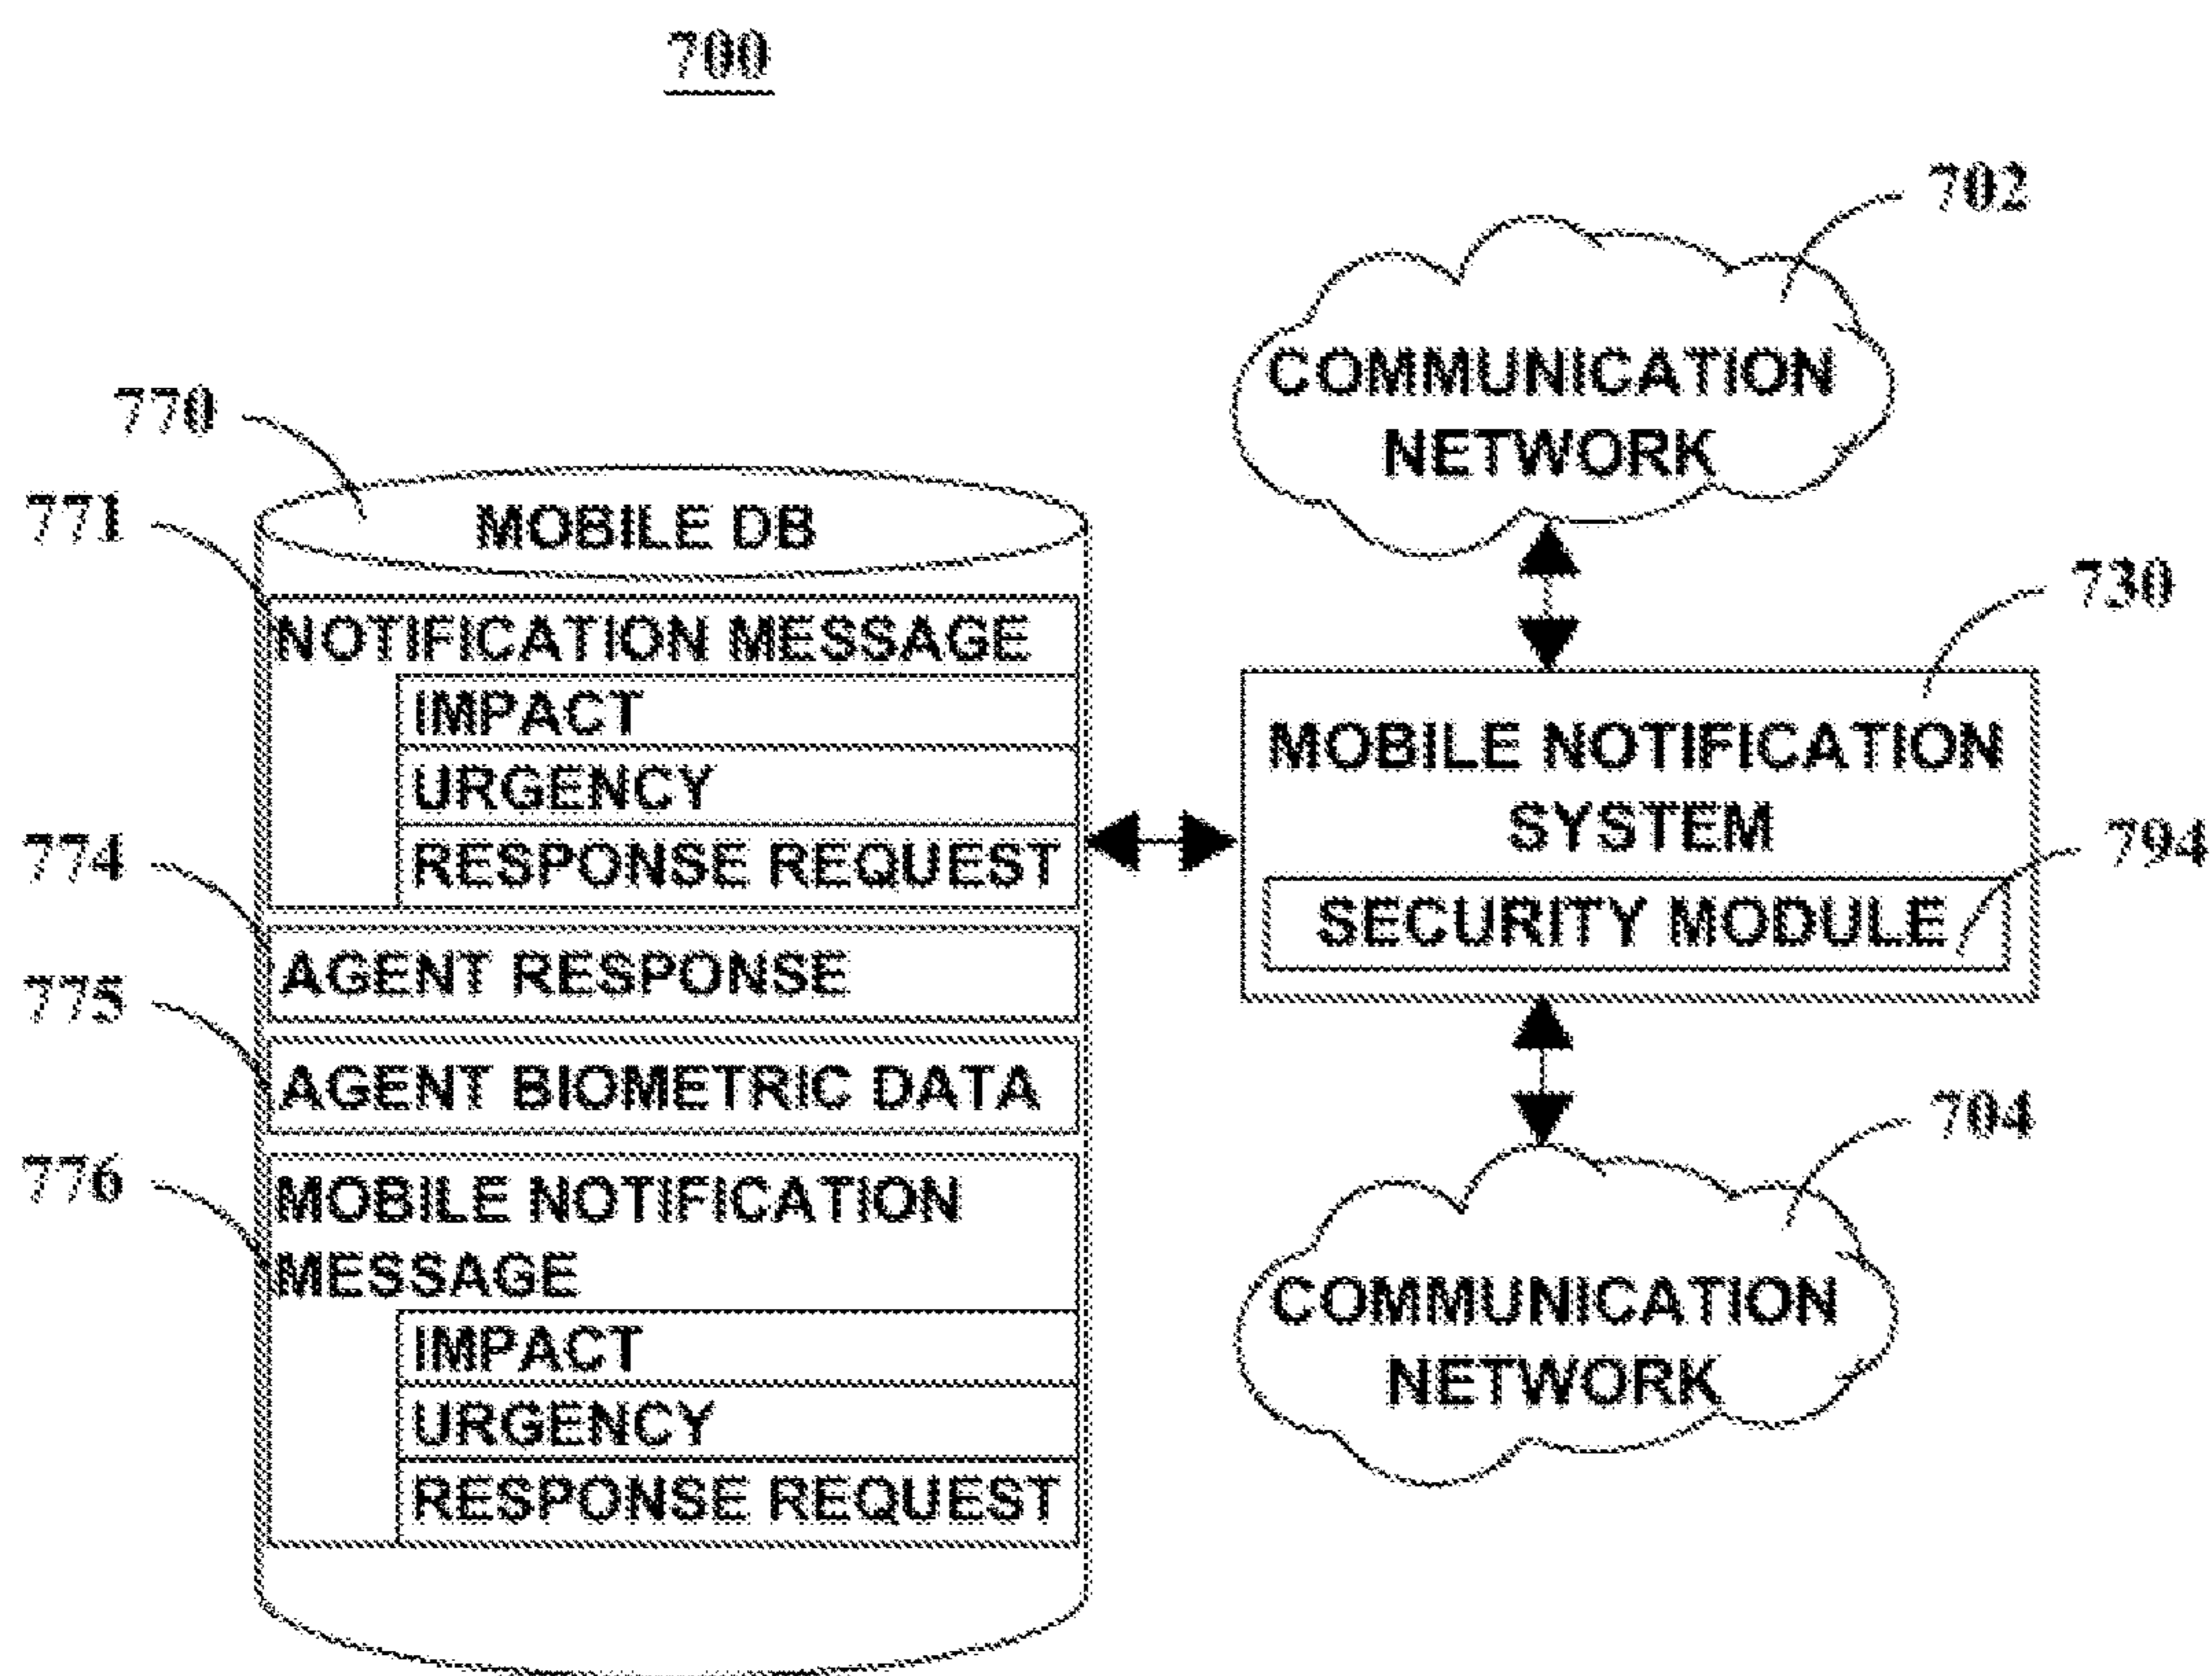 700
702
COMMUNICATION
NETWORK
770
771
MOBILE DB
730
NOTIFICATION MESSAGE
IMPACT
URGENCY
RESPONSE REQUEST
MOBILE NOTIFICATION
SYSTEM
794
SECURITY MODULE
774
AGENT RESPONSE
775
AGENT BIOMETRIC DATA
704
776
MOBILE NOTIFICATION
MESSAGE
IMPACT
URGENCY
RESPONSE REQUEST
COMMUNICATION
NETWORK